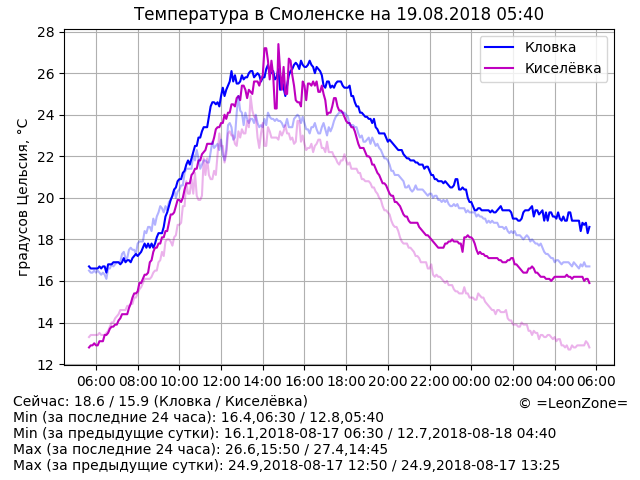 Температура в Смоленске на 19.08.2018 05:40
Кловка
Киселёвка
градусов Цельсия, °C
28
26
24
22
20
18
16
14
12
06:00 08:00 10:00 12:00 14:00 16:00 18:00 20:00 22:00 00:00 02:00 04:00 06:00
Сейчас: 18.6 / 15.9 (Кловка / Киселёвка)
© =LeonZone=
Min (за последние 24 часа): 16.4,06:30 / 12.8,05:40
Min (за предыдущие сутки): 16.1,2018-08-17 06:30 / 12.7,2018-08-18 04:40
Max (за последние 24 часа): 26.6,15:50 / 27.4,14:45
Max (за предыдущие сутки): 24.9,2018-08-17 12:50 / 24.9,2018-08-17 13:25